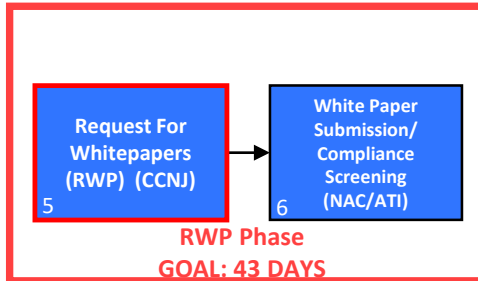 Request For
Whitepapers
(RWP) (CCNJ)
5
White Paper
Submission/
Compliance
Screening
(NAC/ATI)
6
RWP Phase
GOAL: 43 DAYS